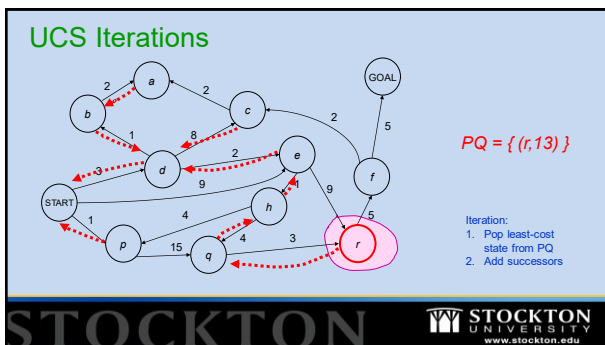 UCS Iterations
a
GOAL
2
2
b
c
2
5
1
8
PQ = { (r,13) }
2
e
3
d
f
9
9
START
1
h
5
4
1
4
3
p
15
q
r
Iteration:
1. Pop least-cost
state from PQ
2. Add successors
STOCKTON
STOCKTON
UNIVERSITY
www.stockton.edu